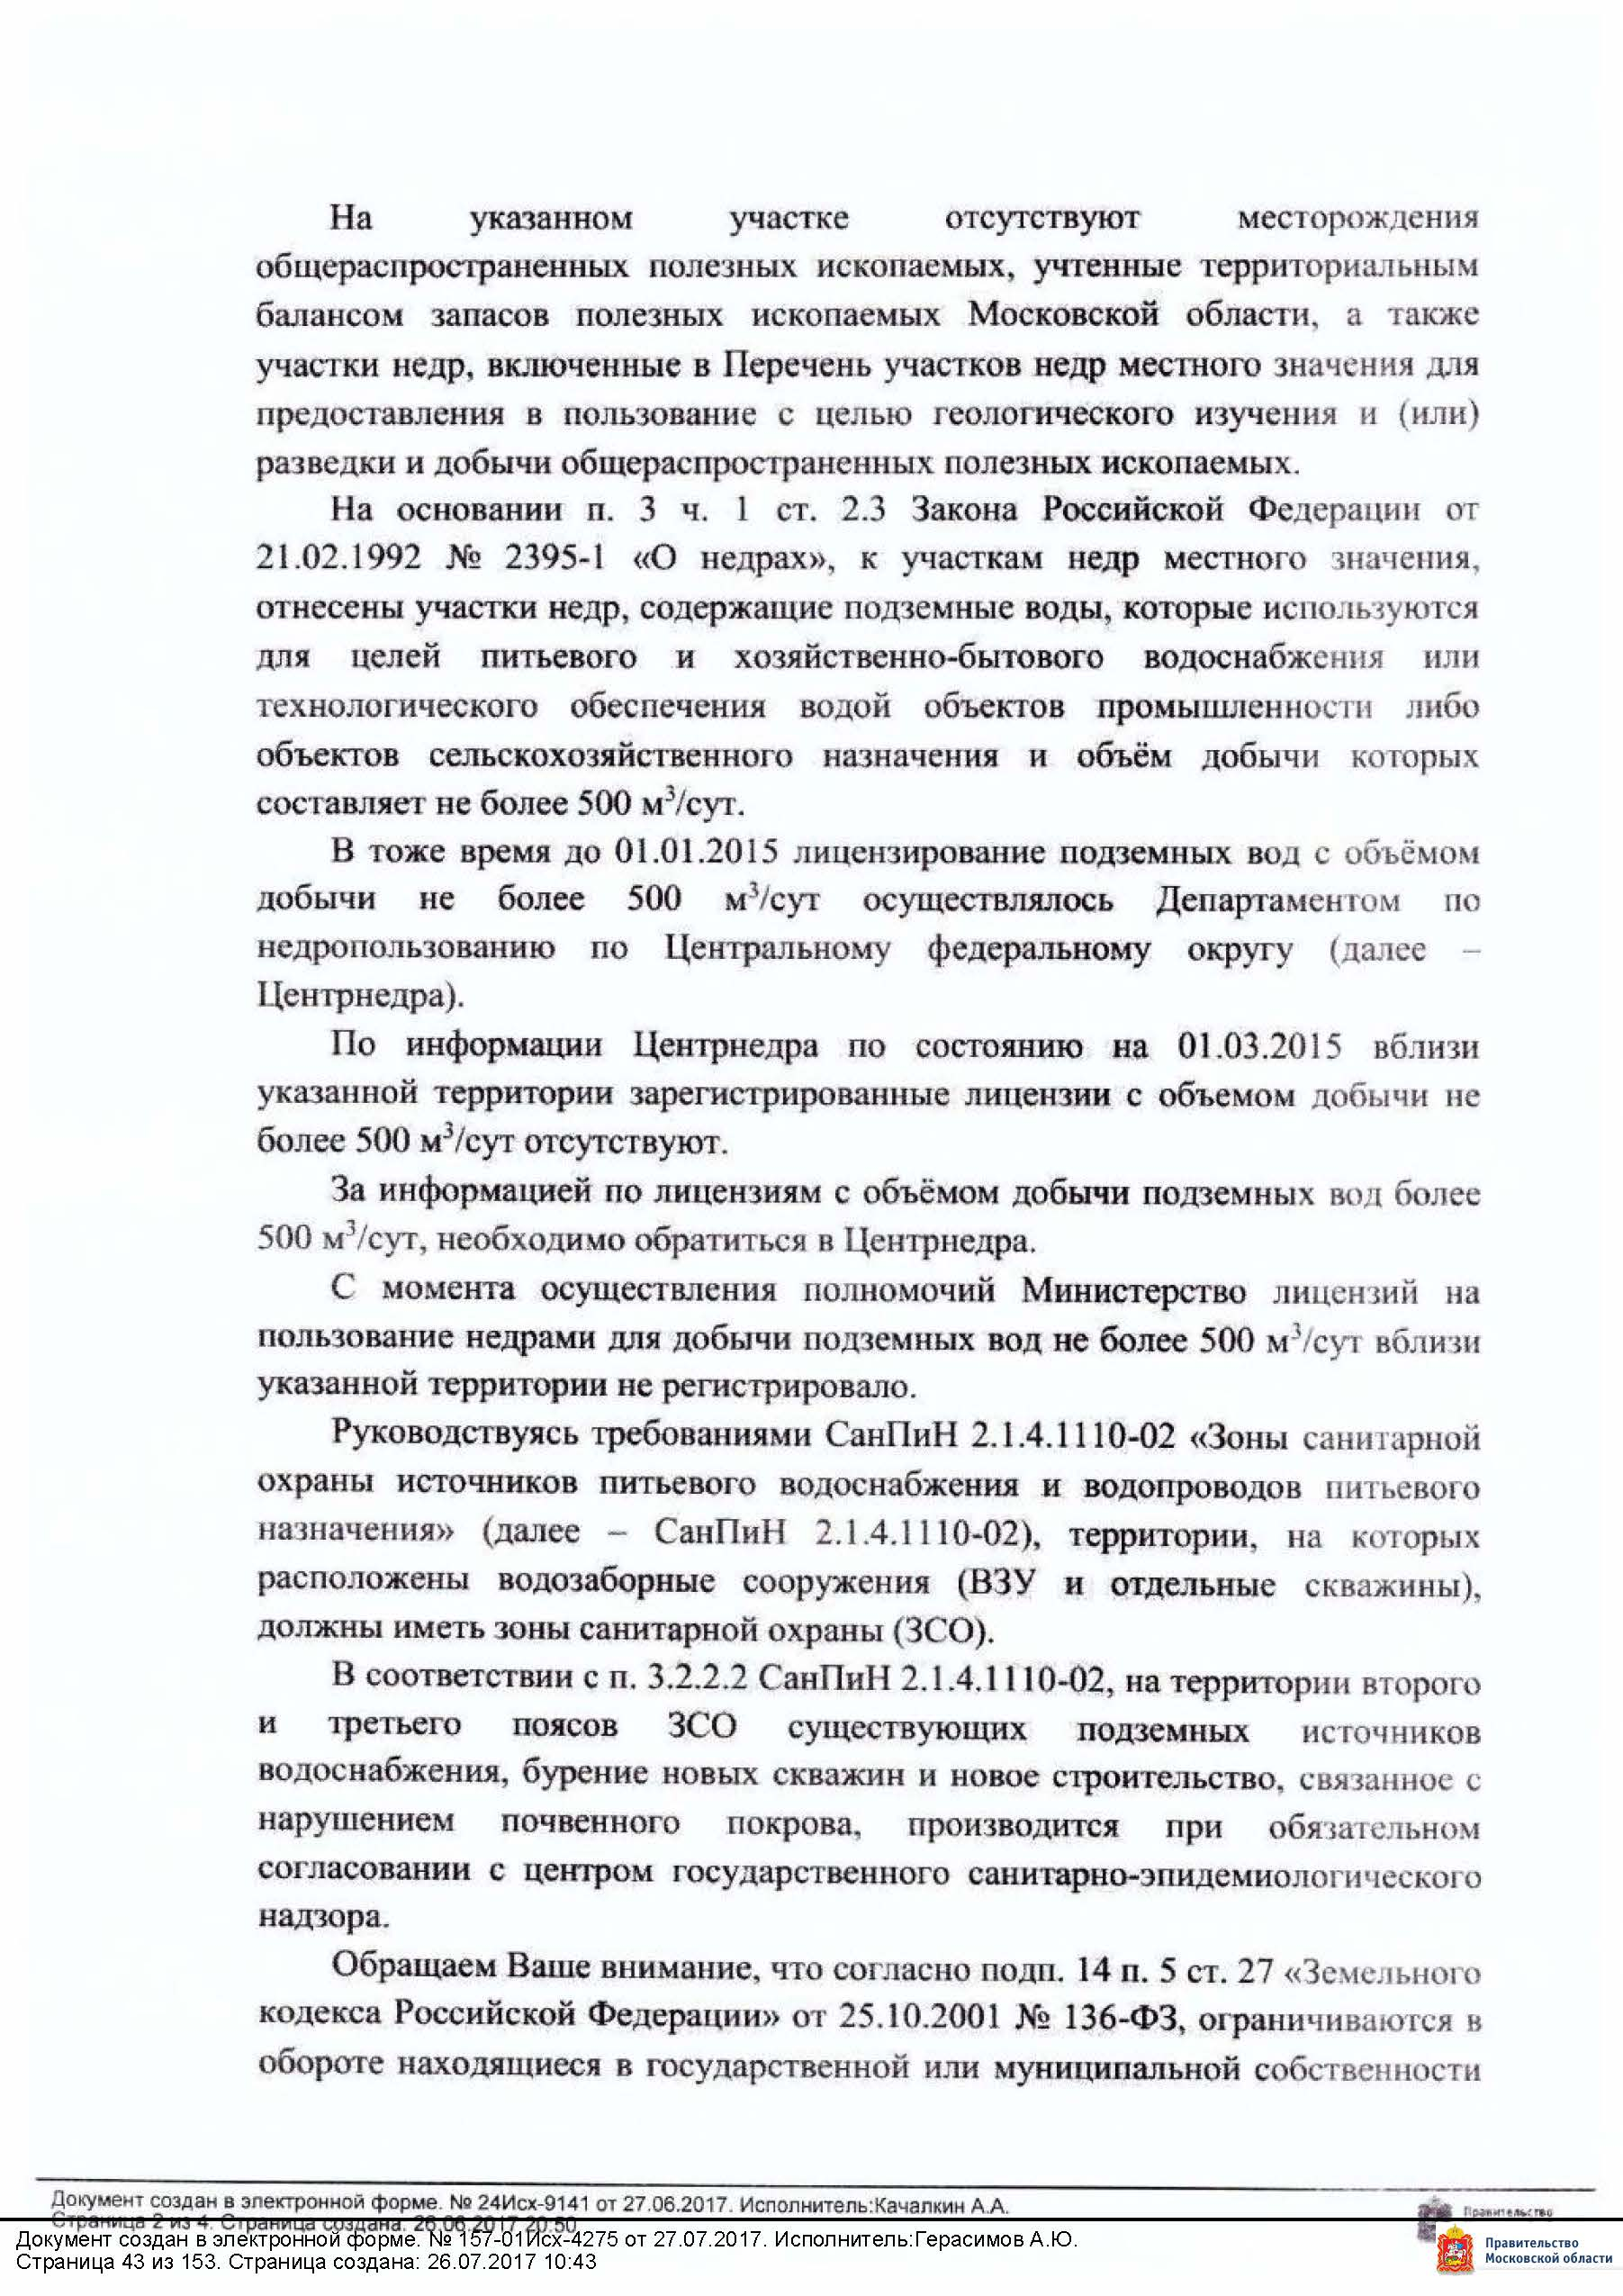 На указанном участке отсутствуют месторождения
общераспространенных полезных ископаемых, учтенные территориальным
балансом запасов полезных ископаемых Московской области, а также
участки недр, включенные в Перечень участков недр местного значения для
предоставления в пользование с целью геологического изучения и (или)
разведки и добычи общераспространенных полезных ископаемых.
На основании п. 3 ч. 1 ст. 2.3 Закона Российской Федерации от
21.02.1992 № 2395-1 «О недрах», к участкам недр местного значения,
отнесены участки недр, содержащие подземные воды, которые используются
для целей питьевого и хозяйственно-бытового водоснабжения или
технологического обеспечения водой объектов промышленности либо
объектов сельскохозяйственного назначения и объём добычи которых
составляет не более 500 м³/сут.
В тоже время до 01.01.2015 лицензирование подземных вод с объёмом
добычи не более 500 м³/сут осуществлялось Департаментом по
недропользованию по Центральному федеральному округу (далее –
Центрнедра).
По информации Центрнедра по состоянию на 01.03.2015 вблизи
указанной территории зарегистрированные лицензии с объемом добычи не
более 500 м³/сут отсутствуют.
За информацией по лицензиям с объёмом добычи подземных вод более
500 м³/сут, необходимо обратиться в Центрнедра.
С момента осуществления полномочий Министерство лицензий на
пользование недрами для добычи подземных вод не более 500 м³/сут вблизи
указанной территории не регистрировало.
Руководствуясь требованиями СанПиН 2.1.4.1110-02 «Зоны санитарной
охраны источников питьевого водоснабжения и водопроводов питьевого
назначения» (далее – СанПиН 2.1.4.1110-02), территории, на которых
расположены водозаборные сооружения (ВЗУ и отдельные скважины),
должны иметь зоны санитарной охраны (ЗСО).
В соответствии с п. 3.2.2.2 СанПиН 2.1.4.1110-02, на территории второго
и третьего поясов ЗСО существующих подземных источников
водоснабжения, бурение новых скважин и новое строительство, связанное с
нарушением почвенного покрова, производится при обязательном
согласовании с центром государственного санитарно-эпидемиологического
надзора.
Обращаем Ваше внимание, что согласно подп. 14 п. 5 ст. 27 «Земельного
кодекса Российской Федерации» от 25.10.2001 № 136-ФЗ, ограничиваются в
обороте находящиеся в государственной или муниципальной собственности
Документ создан в электронной форме. № 24Исх-9141 от 27.06.2017. Исполнитель:Качалкин А.А.
Страница 2 из 4. Страница создана: 26.06.2017 20:50
Правительство
Документ создан в электронной форме. № 157-01Исх-4275 от 27.07.2017. Исполнитель:Герасимов А.Ю.
Страница 43 из 153. Страница создана: 26.07.2017 10:43
Правительство
Московской области